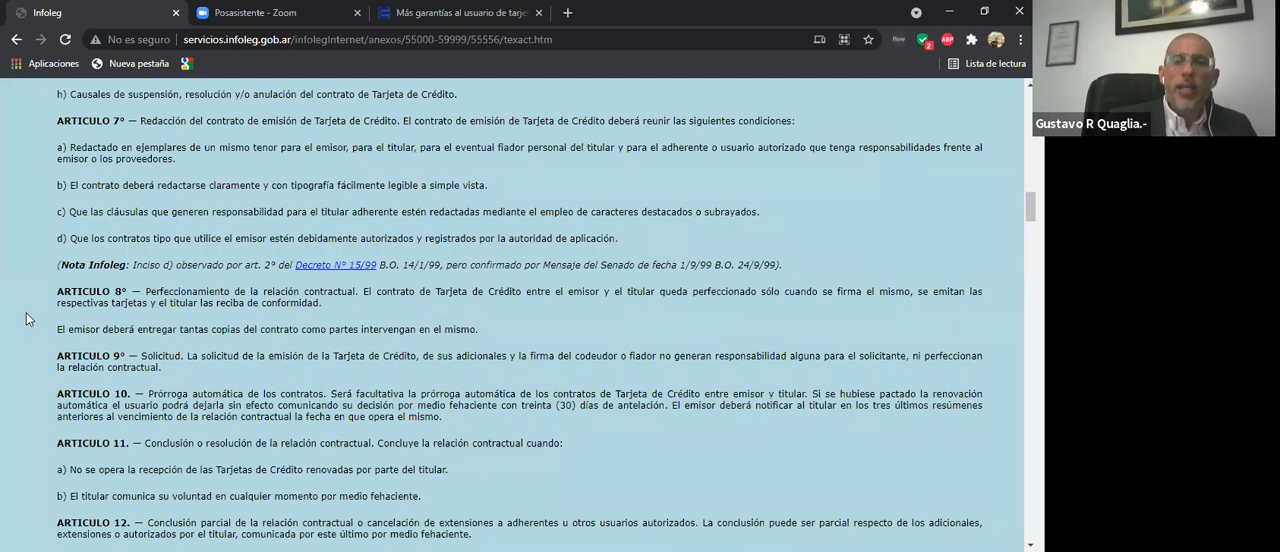 Infoleg
Posasistente - Zoom
Más garantías al usuario de tarje
No es seguro
servicios.infoleg.gob.ar/infolegInternet/anexos/55000-59999/55556/texact.htm
flow
2
ABP
Aplicaciones
Nueva pestaña
Lista de lectura
h) Causales de suspensión, resolución y/o anulación del contrato de Tarjeta de Crédito.
ARTICULO 7° — Redacción del contrato de emisión de Tarjeta de Crédito. El contrato de emisión de Tarjeta de Crédito deberá reunir las siguientes condiciones:
a) Redactado en ejemplares de un mismo tenor para el emisor, para el titular, para el eventual fiador personal del titular y para el adherente o usuario autorizado que tenga responsabilidades frente al
emisor o los proveedores.
b) El contrato deberá redactarse claramente y con tipografía fácilmente legible a simple vista.
c) Que las cláusulas que generen responsabilidad para el titular adherente estén redactadas mediante el empleo de caracteres destacados o subrayados.
d) Que los contratos tipo que utilice el emisor estén debidamente autorizados y registrados por la autoridad de aplicación.
(Nota Infoleg: Inciso d) observado por art. 2° del Decreto N° 15/99 B.O. 14/1/99, pero confirmado por Mensaje del Senado de fecha 1/9/99 B.O. 24/9/99).
ARTICULO 8° — Perfeccionamiento de la relación contractual. El contrato de Tarjeta de Crédito entre el emisor y el titular queda perfeccionado sólo cuando se firma el mismo, se emitan las
respectivas tarjetas y el titular las reciba de conformidad.
El emisor deberá entregar tantas copias del contrato como partes intervengan en el mismo.
ARTICULO 9° — Solicitud. La solicitud de la emisión de la Tarjeta de Crédito, de sus adicionales y la firma del codeudor o fiador no generan responsabilidad alguna para el solicitante, ni perfeccionan
la relación contractual.
ARTICULO 10. — Prórroga automática de los contratos. Será facultativa la prórroga automática de los contratos de Tarjeta de Crédito entre emisor y titular. Si se hubiese pactado la renovación
automática el usuario podrá dejarla sin efecto comunicando su decisión por medio fehaciente con treinta (30) días de antelación. El emisor deberá notificar al titular en los tres últimos resúmenes
anteriores al vencimiento de la relación contractual la fecha en que opera el mismo.
ARTICULO 11. — Conclusión o resolución de la relación contractual. Concluye la relación contractual cuando:
a) No se opera la recepción de las Tarjetas de Crédito renovadas por parte del titular.
b) El titular comunica su voluntad en cualquier momento por medio fehaciente.
ARTICULO 12. — Conclusión parcial de la relación contractual o cancelación de extensiones a adherentes u otros usuarios autorizados. La conclusión puede ser parcial respecto de los adicionales,
extensiones o autorizados por el titular, comunicada por este último por medio fehaciente.
Gustavo R Quaglia.-